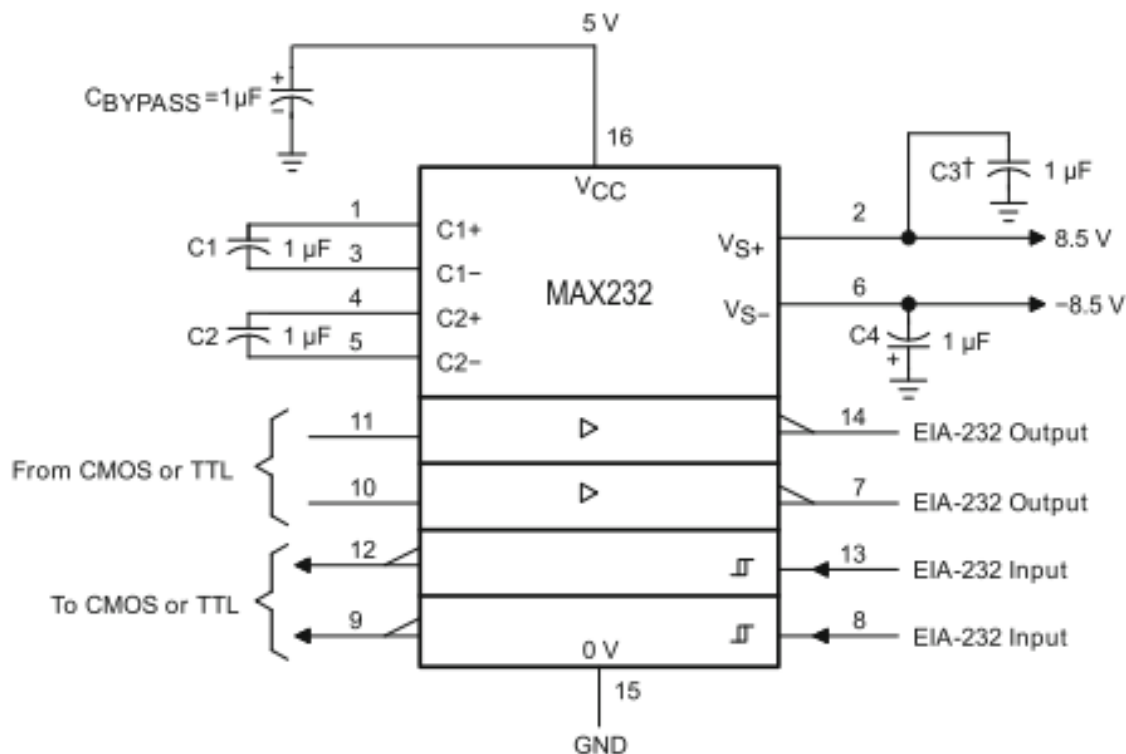 5 V
CBYPASS=1µF
+
−
16
VCC
C3†
1 µF
1
C1+
2
C1
1 µF
3
C1−
VS+
8.5 V
4
C2+
MAX232
6
VS−
−8.5 V
C2
1 µF
5
C2−
C4
1 µF
+
11
14
EIA-232 Output
From CMOS or TTL
10
7
EIA-232 Output
12
13
EIA-232 Input
To CMOS or TTL
9
8
EIA-232 Input
0 V
15
GND